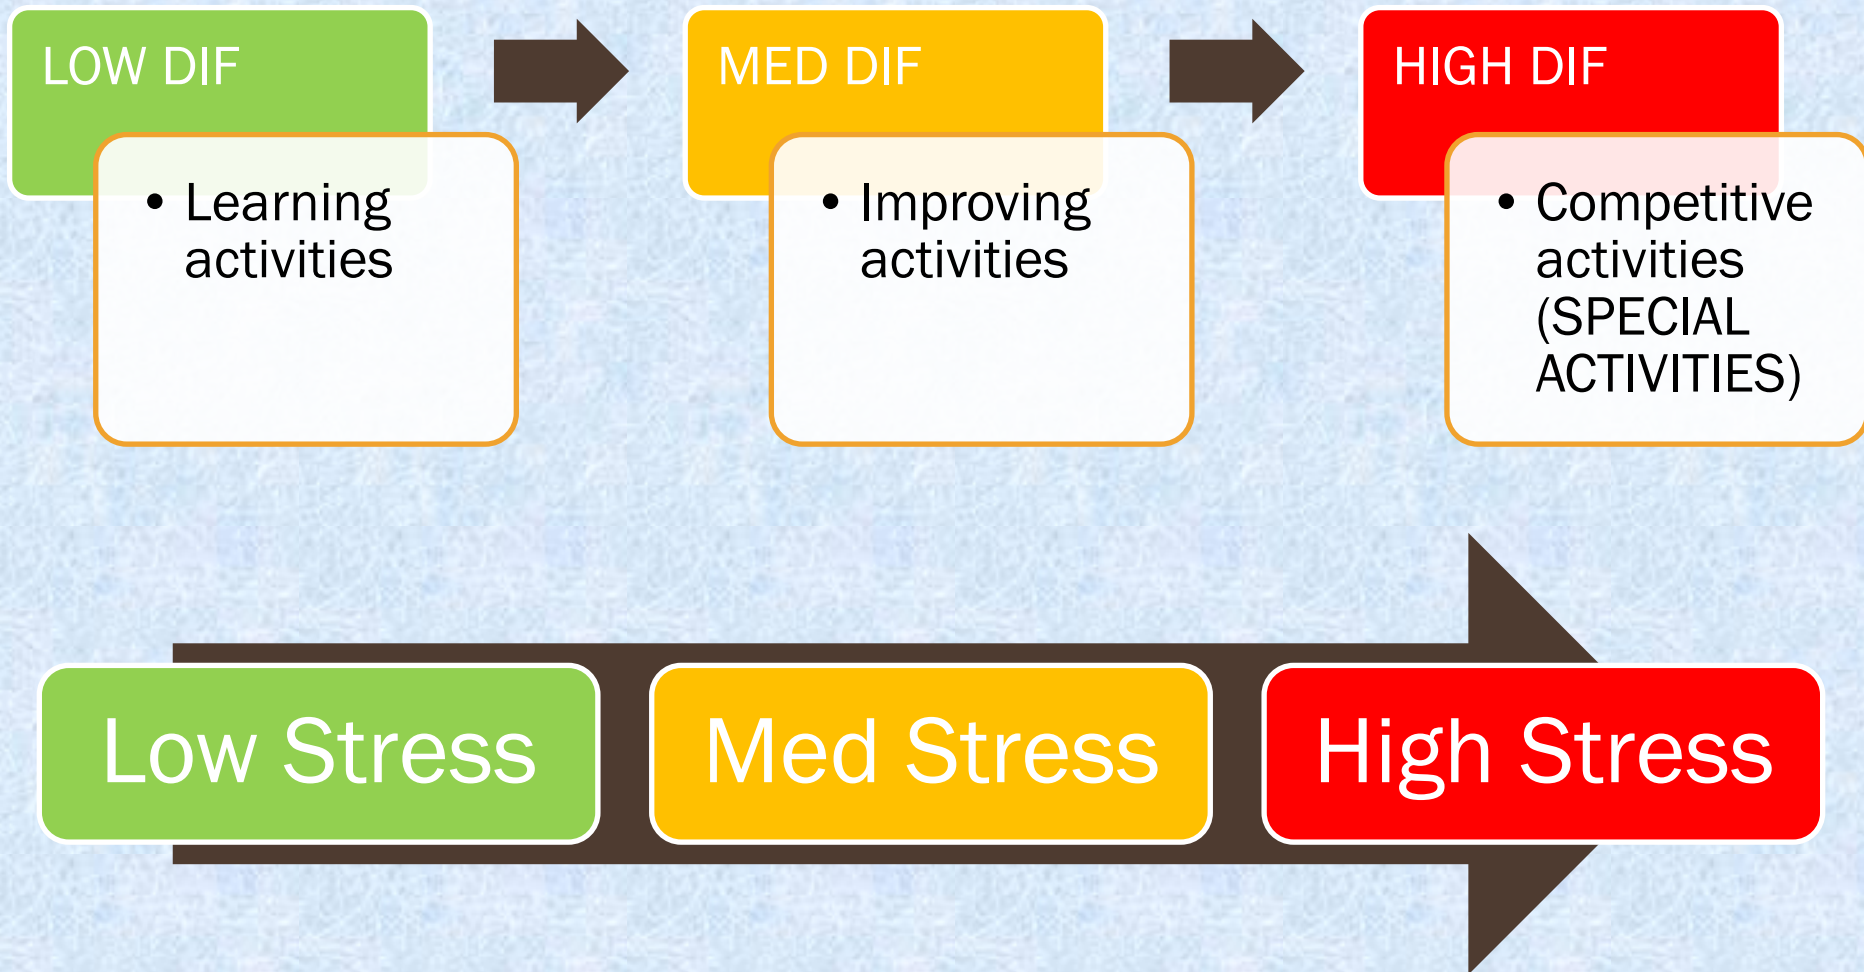 LOW DIF
• Learning
activities
MED DIF
• Improving
activities
HIGH DIF
• Competitive
activities
(SPECIAL
ACTIVITIES)
Low Stress
Med Stress
High Stress